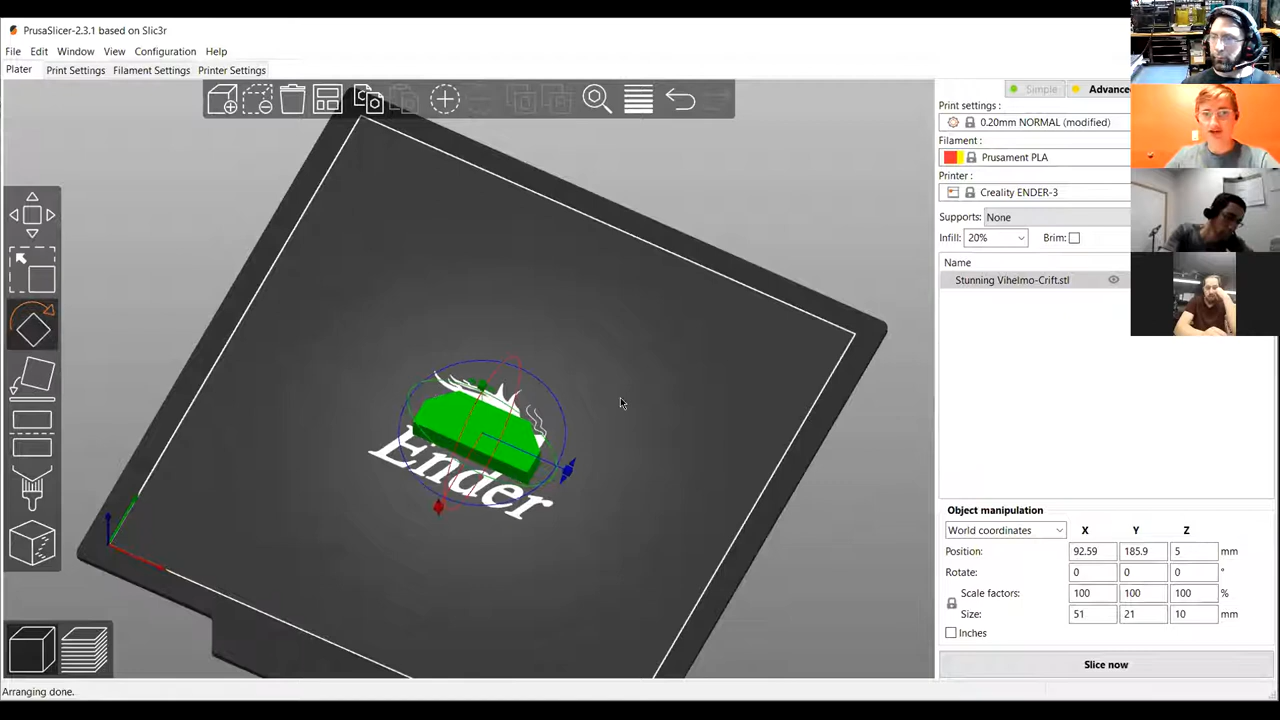 PrusaSlicer-2.3.1 based on Slic3r
File Edit Window View Configuration Help
Plater Print Settings Filament Settings Printer Settings
Simple Advanc
Print settings :
0.20mm NORMAL (modified)
Filament :
Prusament PLA
Printer :
Creality ENDER-3
Supports: None
Infill: 20% Brim:
Name
Stunning Vihelmo-Crift.stl
Ender
Object manipulation
World coordinates X Y Z
Position: 92.59 185.9 5 mm
Rotate: 0 0 0 °
Scale factors: 100 100 100 %
Size: 51 21 10 mm
Inches
Slice now
Arranging done.